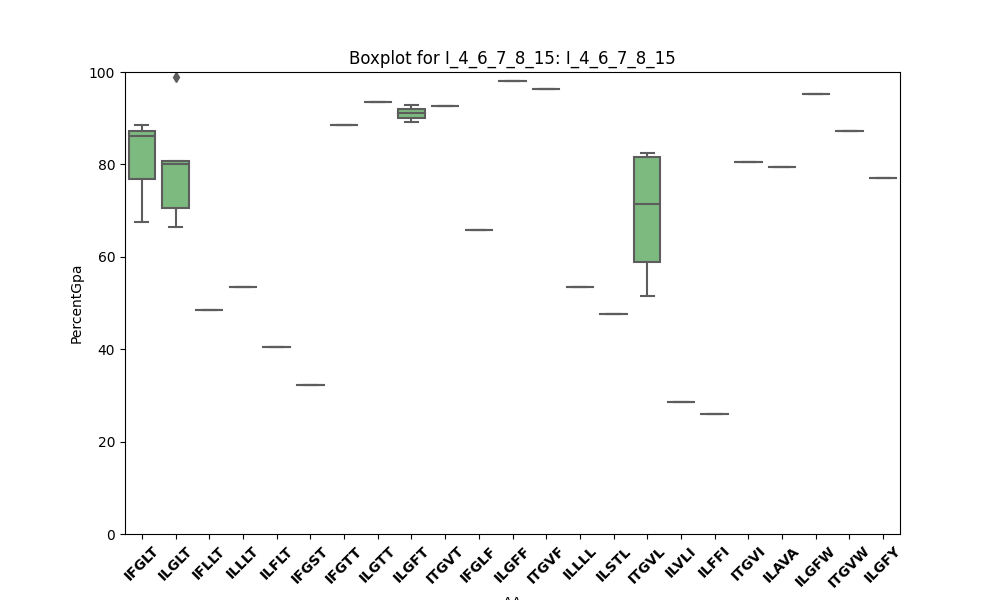 Boxplot for I_4_6_7_8_15: I_4_6_7_8_15
100
80
60
40
20
0
PercentGpa
IFGLT
ILGLT
IFLLT
ILLLT
ILFLT
IFGST
IFGTT
ILGTT
ILGFT
ITGVT
IFGLF
ILGFF
ITGVF
ILLLL
ILSTL
ITGVL
ILVLI
ILFFI
ITGVI
ILAVA
ILGFW
ITGVW
ILGFY